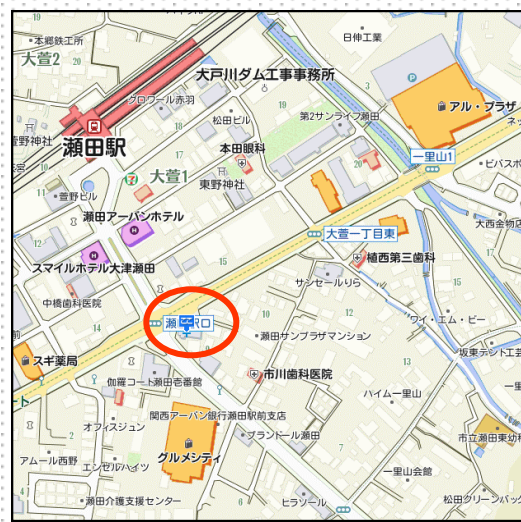 本郷鉄工所
日伸工業
大萱2
大戸川ダム工事事務所
クロワール赤羽
アル・プラザ
松田ビル
第2サンライフ瀬田
瀬田駅
萱野神社
本田眼科
一里山1
大萱1
東野神社
萱野ビル
瀬田アーバンホテル
大萱一丁目東
大西金物店
植西第三歯科
スマイルホテル大津瀬田
サンセールりら
中橋歯科医院
ワイ・エム・ビー
瀬田サンプラザマンション
スギ薬局
坂東テント工芸
市川歯科医院
伽羅コート瀬田壱番館
ハイム一里山
関西アーバン銀行瀬田駅前支店
オフィスジュン
ブランドール瀬田
市立瀬田東幼稚
アムール西野
エンゼルハイツ
グルメシティ
一里山会館
瀬田介護支援センター
ヒラソール
松田クリーンパック